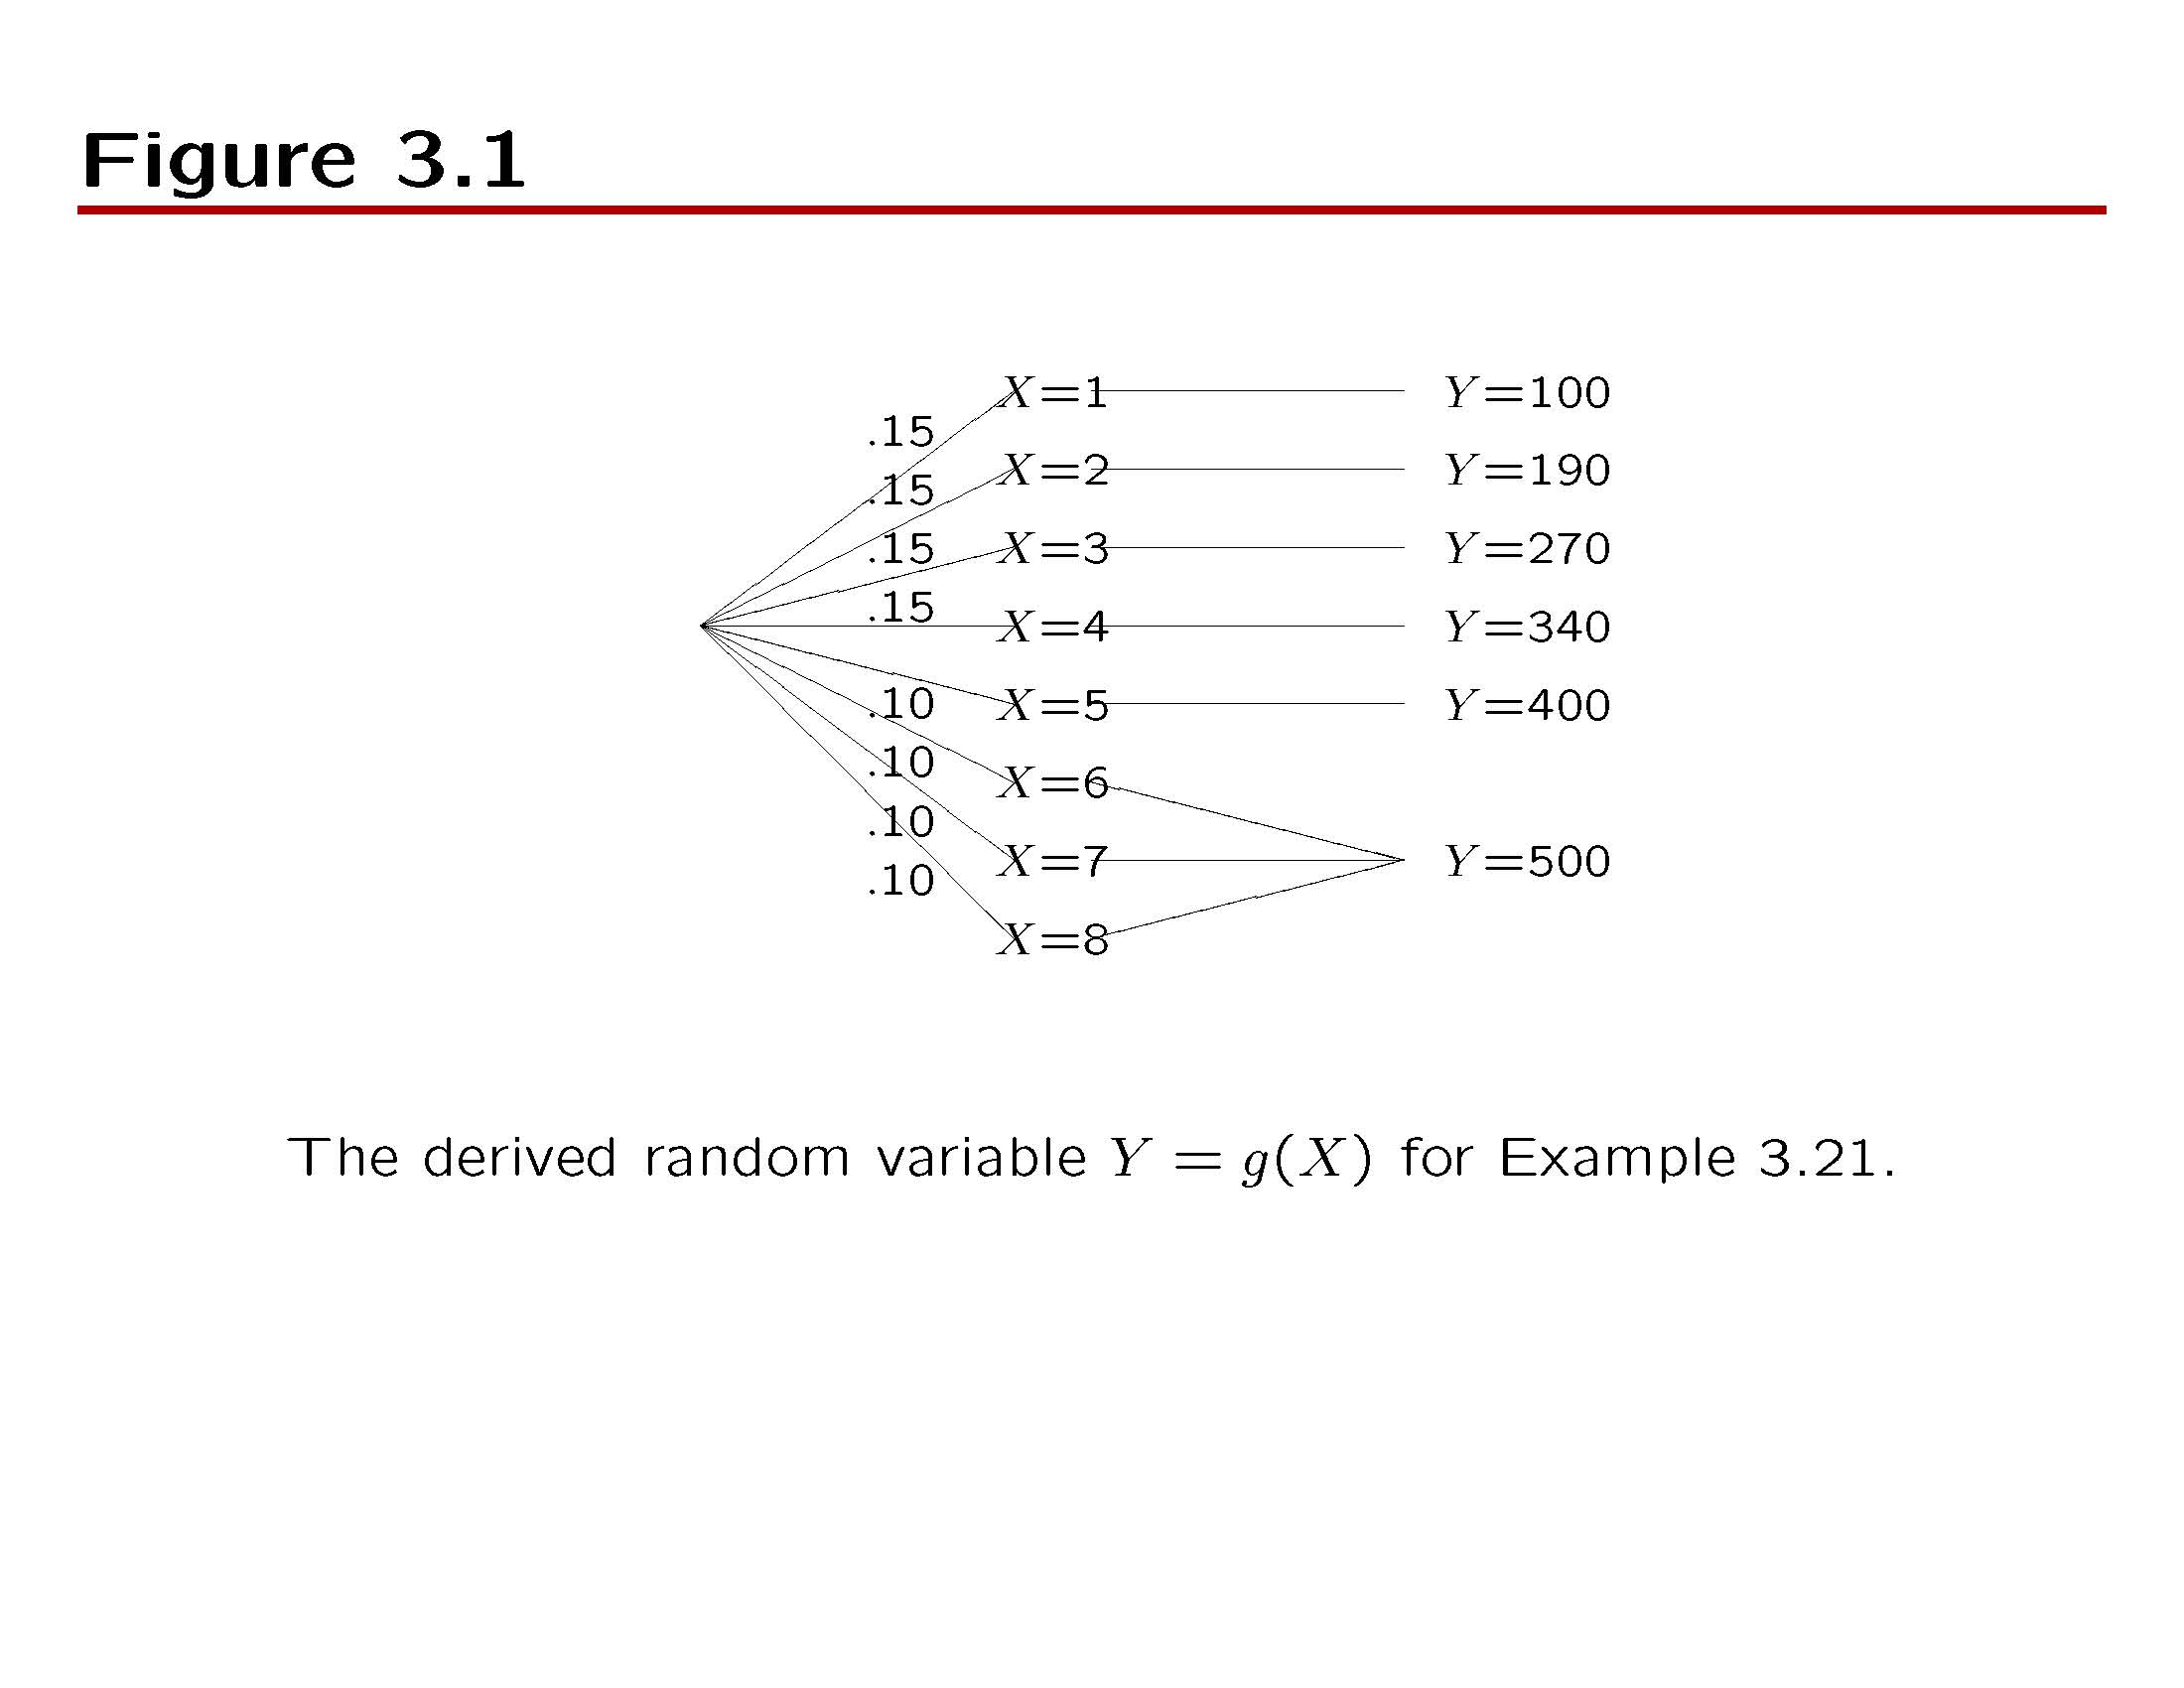 Figure 3.1
X=1 Y=100
.15
X=2 Y=190
.15
X=3 Y=270
.15
.15
X=4 Y=340
.10 X=5 Y=400
.10
X=6
.10
X=7 Y=500
.10
X=8
The derived random variable Y = g(X) for Example 3.21.